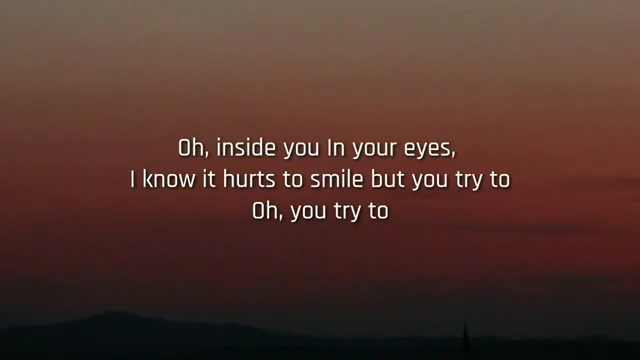 Oh, inside you In your eyes,
I know it hurts to smile but you try to
Oh, you try to